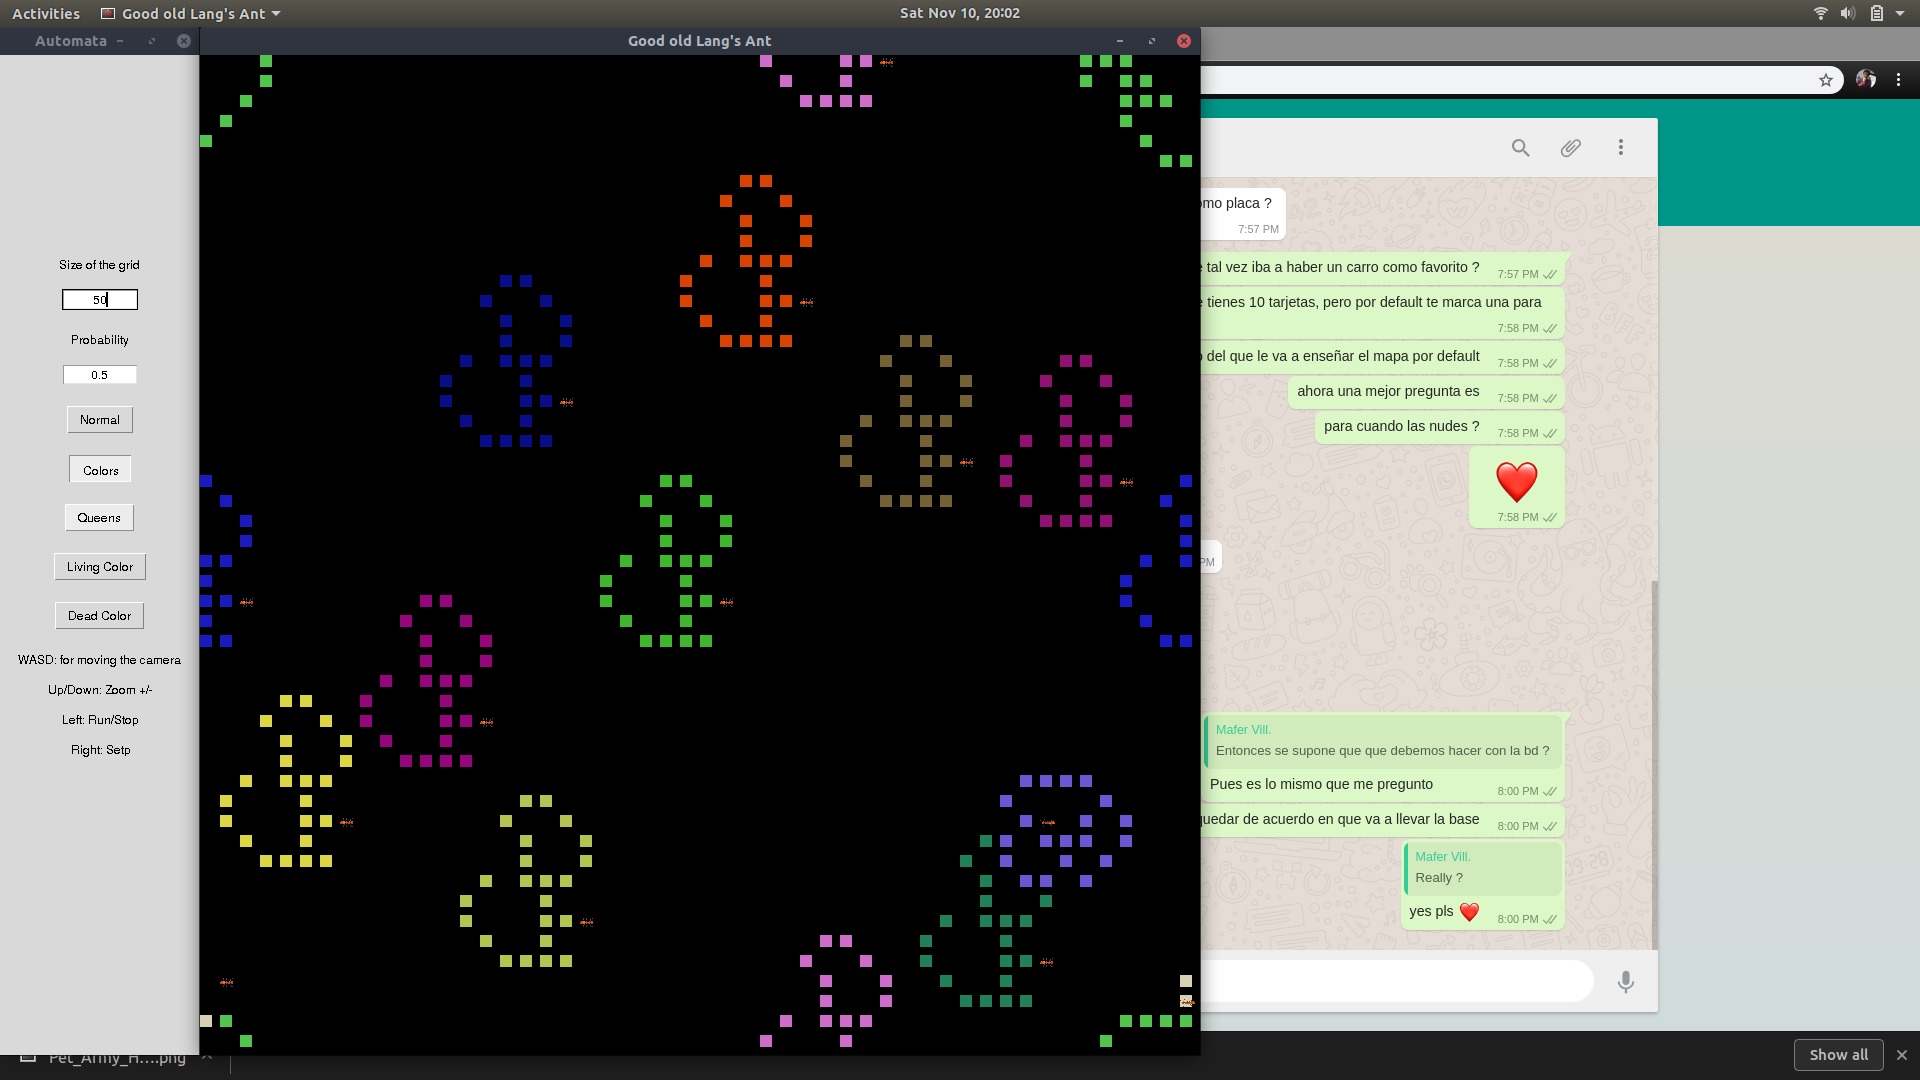 Activities
Good old Lang's Ant
Sat Nov 10, 20:02
Automata
Good old Lang's Ant
Size of the grid
50
Probability
0.5
Normal
Colors
Queens
Living Color
Dead Color
WASD: for moving the camera
Up/Down: Zoom +/-
Left: Run/Stop
Right: Setp
omo placa ?
7:57 PM
tal vez iba a haber un carro como favorito ?
7:57 PM
tienes 10 tarjetas, pero por default te marca una para
7:58 PM
del que le va a enseñar el mapa por default
7:58 PM
ahora una mejor pregunta es
7:58 PM
para cuando las nudes ?
7:58 PM
7:58 PM
PM
Mafer Vill.
Entonces se supone que que debemos hacer con la bd ?
Pues es lo mismo que me pregunto
8:00 PM
quedar de acuerdo en que va a llevar la base
8:00 PM
Mafer Vill.
Really ?
yes pls
8:00 PM
Pet_Army_H....png
Show all